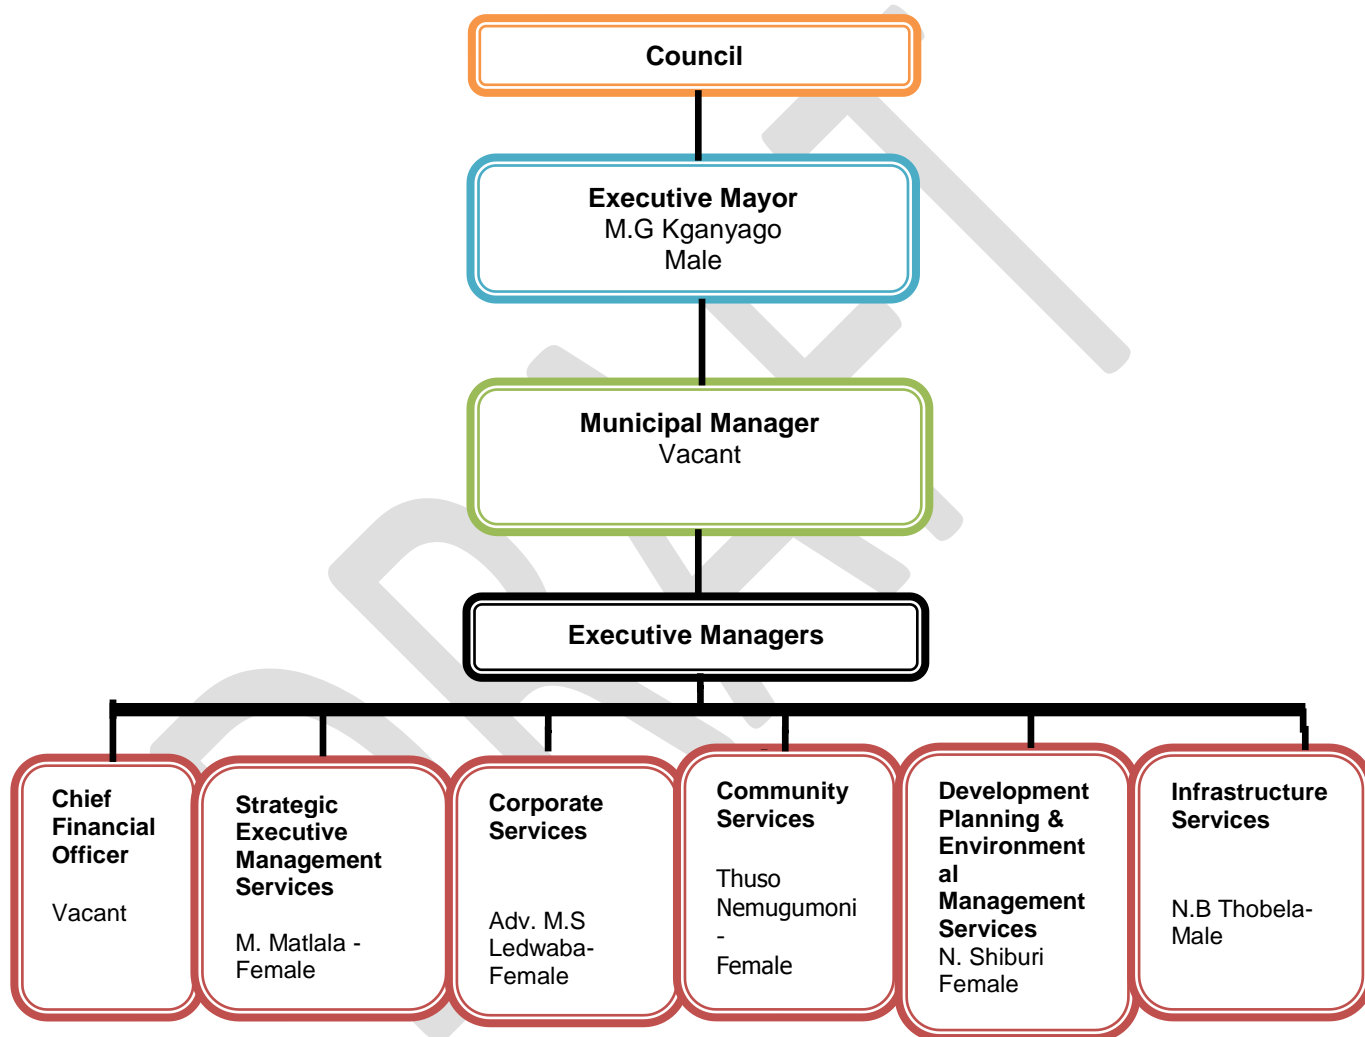 Council
Executive Mayor
M.G Kganyago
Male
Municipal Manager
Vacant
Executive Managers
Chief
Financial
Officer
Vacant
Strategic
Executive
Management
Services
M. Matlala -
Female
Corporate
Services
Adv. M.S
Ledwaba-
Female
Community
Services
Thuso
Nemugumoni
-
Female
Development
Planning &
Environment
al
Management
Services
N. Shiburi
Female
Infrastructure
Services
N.B Thobela-
Male
DRAFT